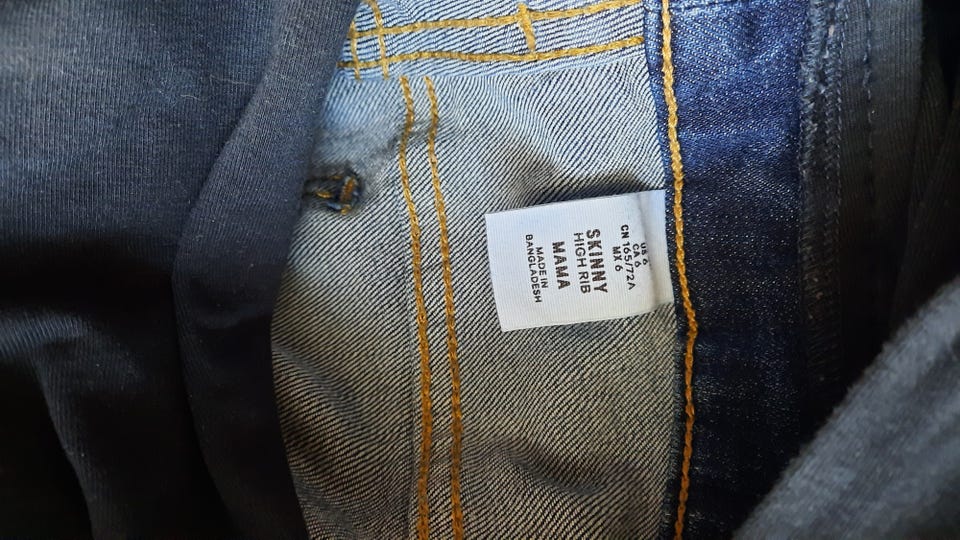 US 6
CA 6
CN 165/72A
MX 6
SKINNY
HIGH RIB
MAMA
MADE IN
BANGLADESH